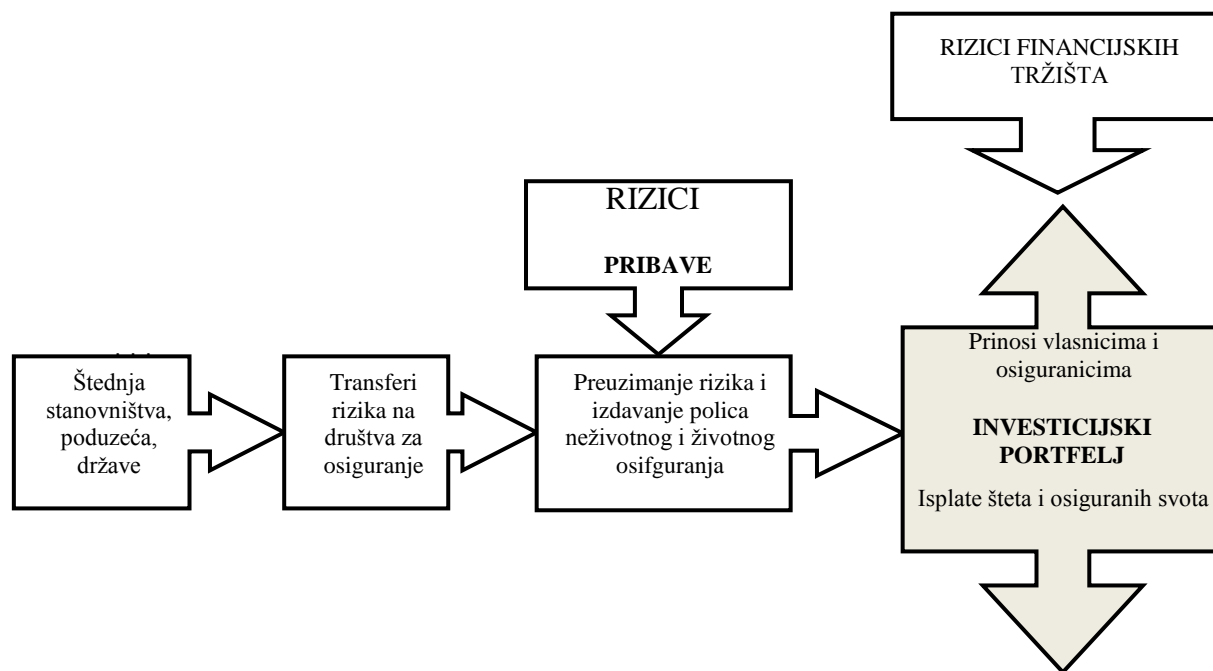 RIZICI FINANCIJSKIH
TRŽIŠTA
RIZICI
PRIBAVE
Štednja
stanovništva,
poduzeća,
države
Transferi
rizika na
društva za
osiguranje
Preuzimanje rizika i
izdavanje polica
neživotnog i životnog
osifguranja
Prinosi vlasnicima i
osiguranicima
INVESTICIJSKI
PORTFELJ
Isplate šteta i osiguranih svota